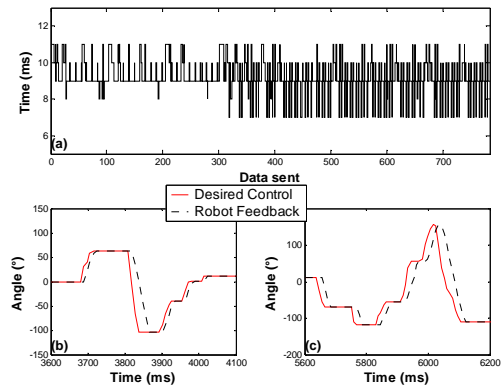 13
10
8
5
Time (ms)
(a)
0 100 200 300 400 500 600 700
Data sent
Desired Control
Robot Feedback
150
100
50
0
-50
-100
-150
Angle (°)
(b)
3600 3700 3800 3900 4000 4100
Time (ms)
100
0
-100
-200
Angle (°)
(c)
5600 5800 6000 6200
Time (ms)